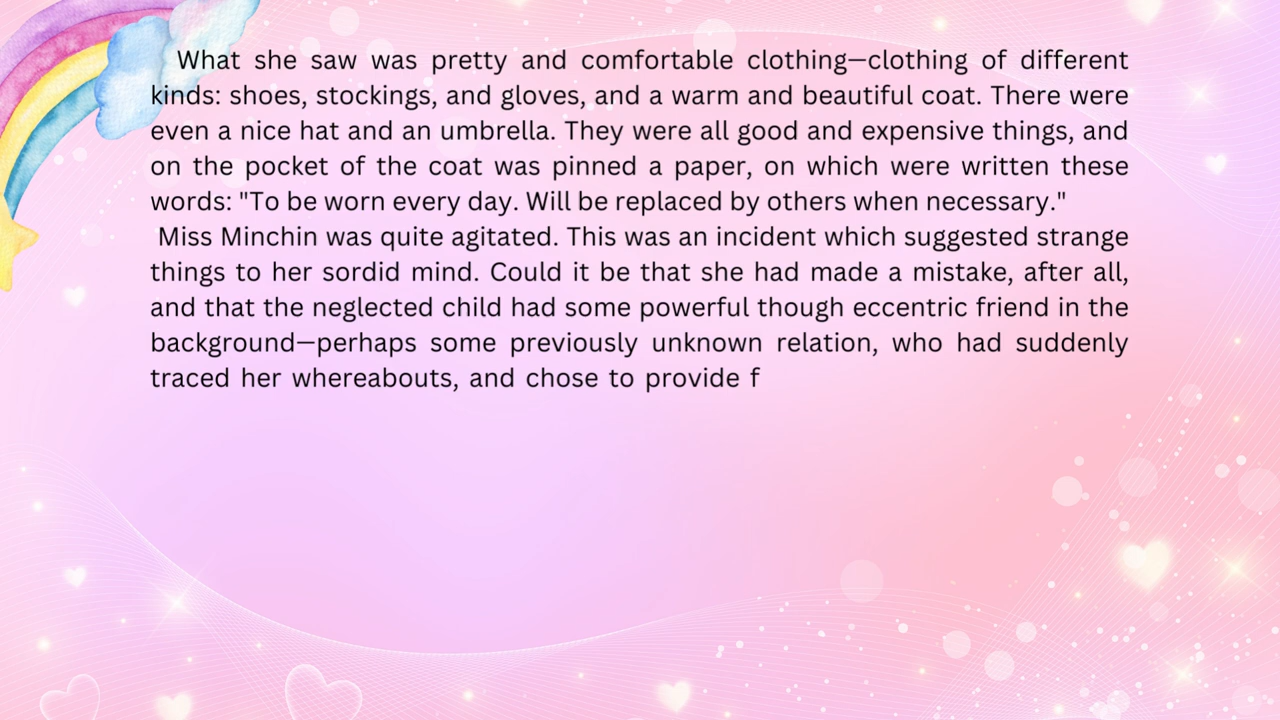 What she saw was pretty and comfortable clothing—clothing of different
kinds: shoes, stockings, and gloves, and a warm and beautiful coat. There were
even a nice hat and an umbrella. They were all good and expensive things, and
on the pocket of the coat was pinned a paper, on which were written these
words: "To be worn every day. Will be replaced by others when necessary."
Miss Minchin was quite agitated. This was an incident which suggested strange
things to her sordid mind. Could it be that she had made a mistake, after all,
and that the neglected child had some powerful though eccentric friend in the
background—perhaps some previously unknown relation, who had suddenly
traced her whereabouts, and chose to provide f